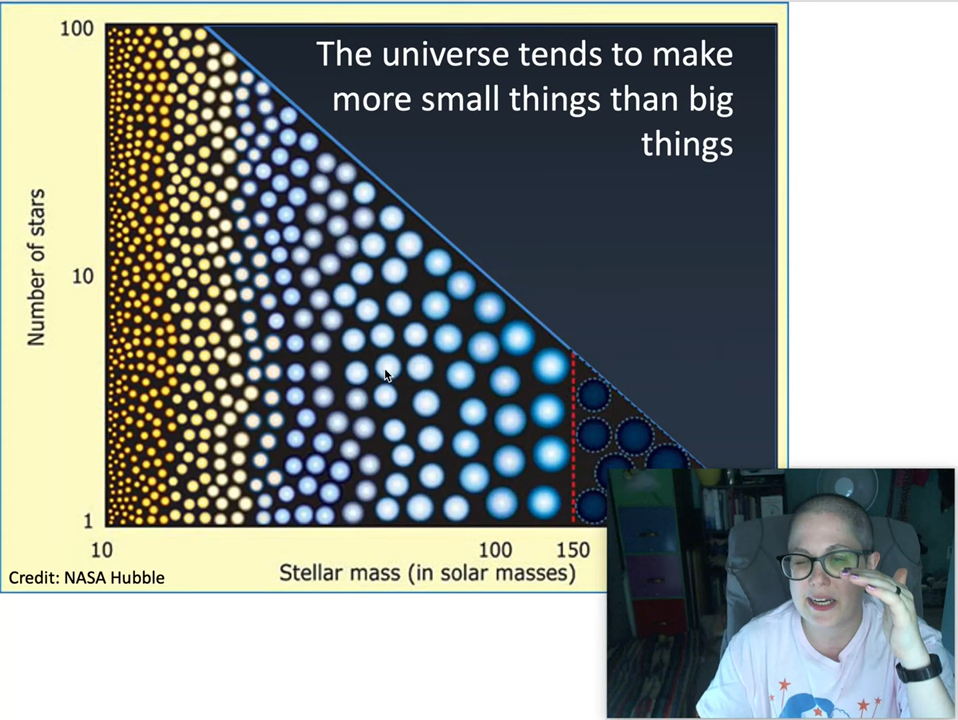 The universe tends to make
more small things than big
things
100
10
1
Number of stars
10
100
150
Stellar mass (in solar masses)
Credit: NASA Hubble